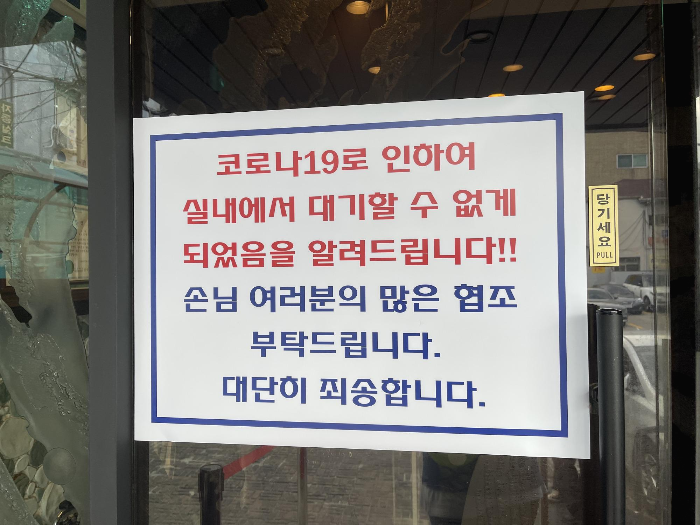 코로나19로 인하여
실내에서 대기할 수 없게
되었음을 알려드립니다!!
손님 여러분의 많은 협조
부탁드립니다.
대단히 죄송합니다.
당기세요
PULL